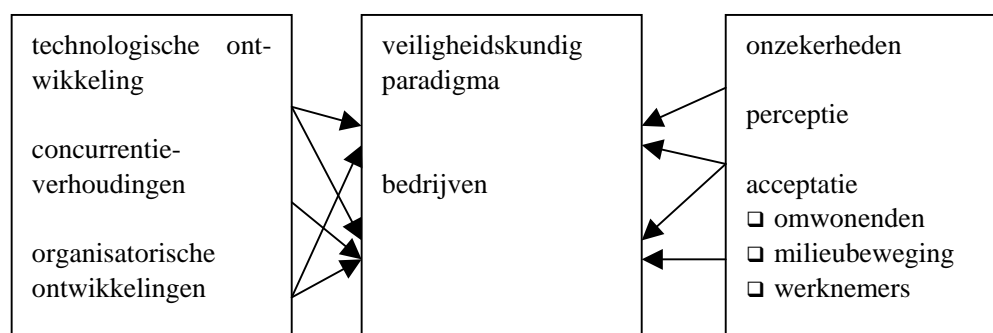 technologische ont-
wikkeling
concurrentie-
verhoudingen
organisatorische
ontwikkelingen
veiligheidskundig
paradigma
bedrijven
onzekerheden
perceptie
acceptatie
❑ omwonenden
❑ milieubeweging
❑ werknemers